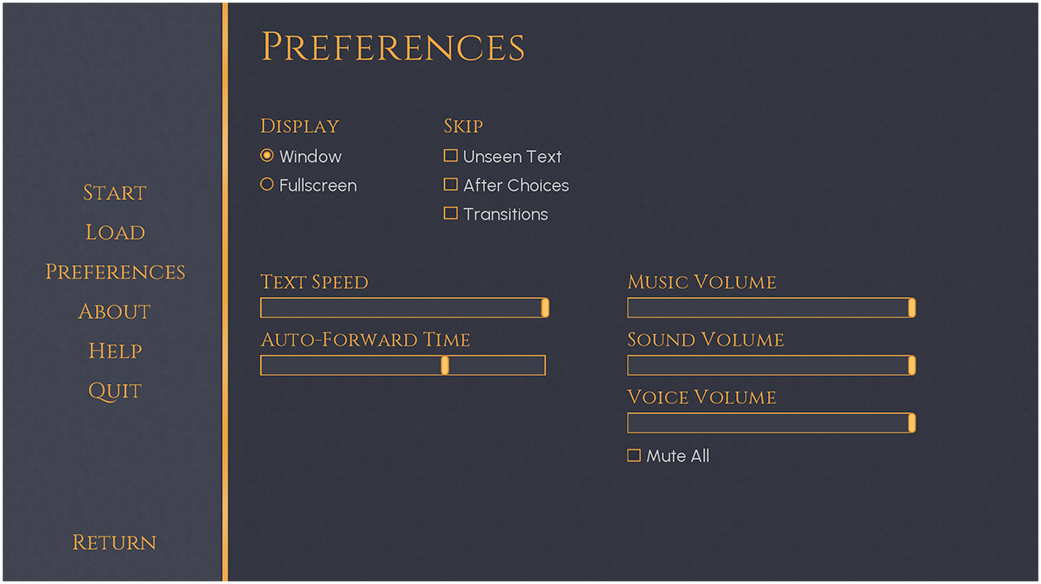 Preferences
Display
Window
Fullscreen
Skip
Unseen Text
After Choices
Transitions
Start
Load
Preferences
About
Help
Quit
Return
Text Speed
Auto-Forward Time
Music Volume
Sound Volume
Voice Volume
Mute All